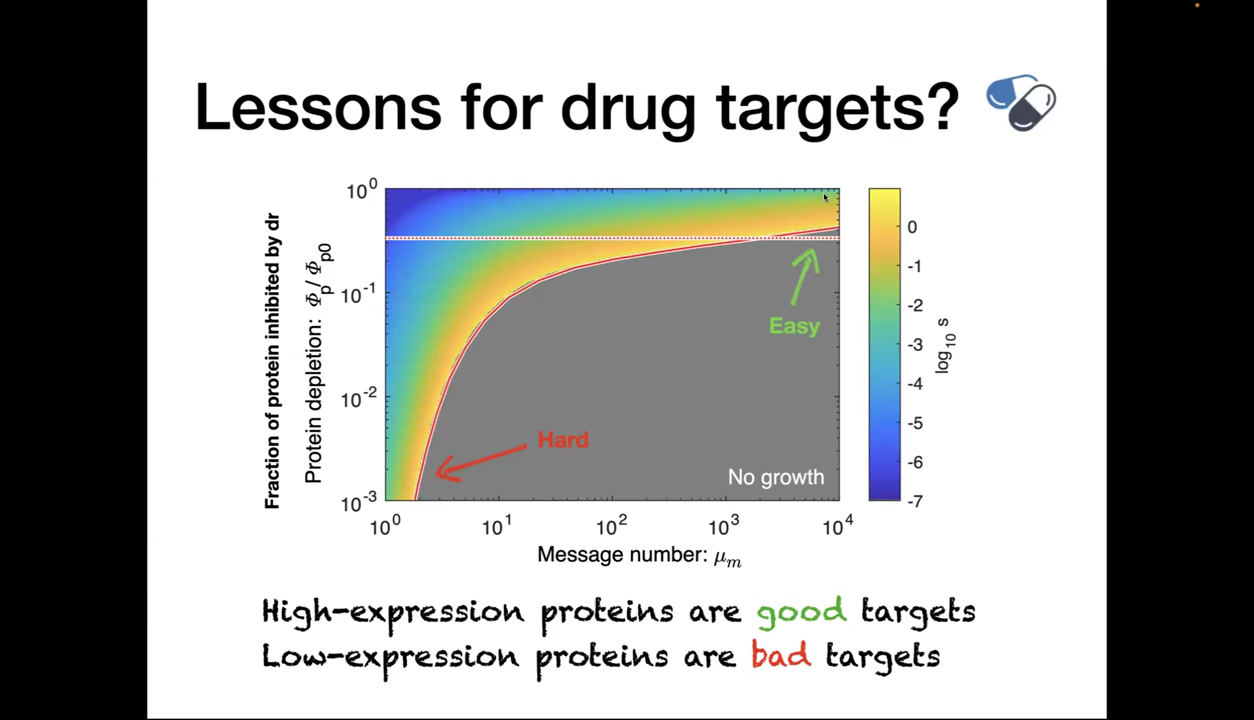 Lessons for drug targets?
Fraction of protein inhibited by dr
Protein depletion: Φp/Φp0
10^0
10^-1
10^-2
10^-3
Easy
Hard
No growth
10^0 10^1 10^2 10^3 10^4
Message number: μm
0
-1
-2
-3
-4
-5
-6
-7
log10 s
High-expression proteins are good targets
Low-expression proteins are bad targets